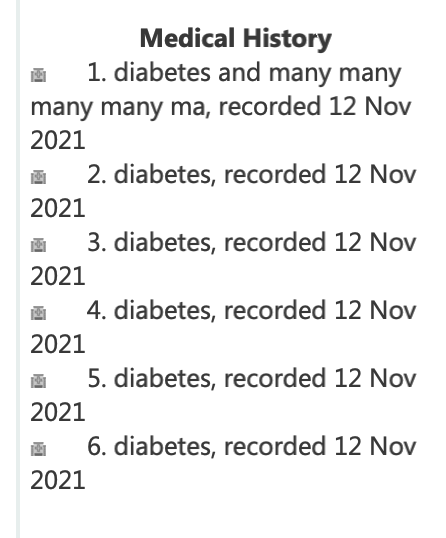 Medical History
1. diabetes and many many
many many ma, recorded 12 Nov
2021
2. diabetes, recorded 12 Nov
2021
3. diabetes, recorded 12 Nov
2021
4. diabetes, recorded 12 Nov
2021
5. diabetes, recorded 12 Nov
2021
6. diabetes, recorded 12 Nov
2021